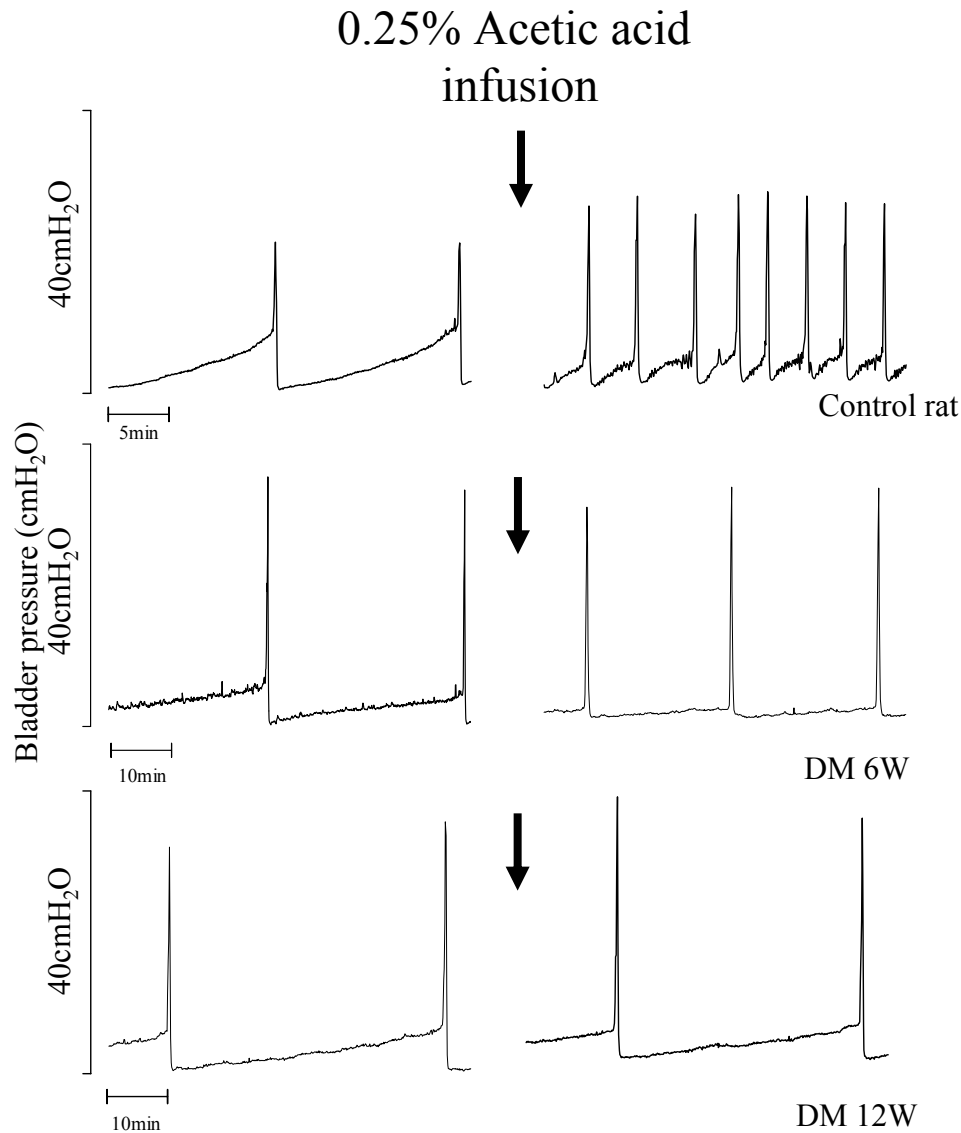 0.25% Acetic acid
infusion
40cmH₂O
Control rat
5min
Bladder pressure (cmH₂O)
40cmH₂O
10min
DM 6W
40cmH₂O
10min
DM 12W